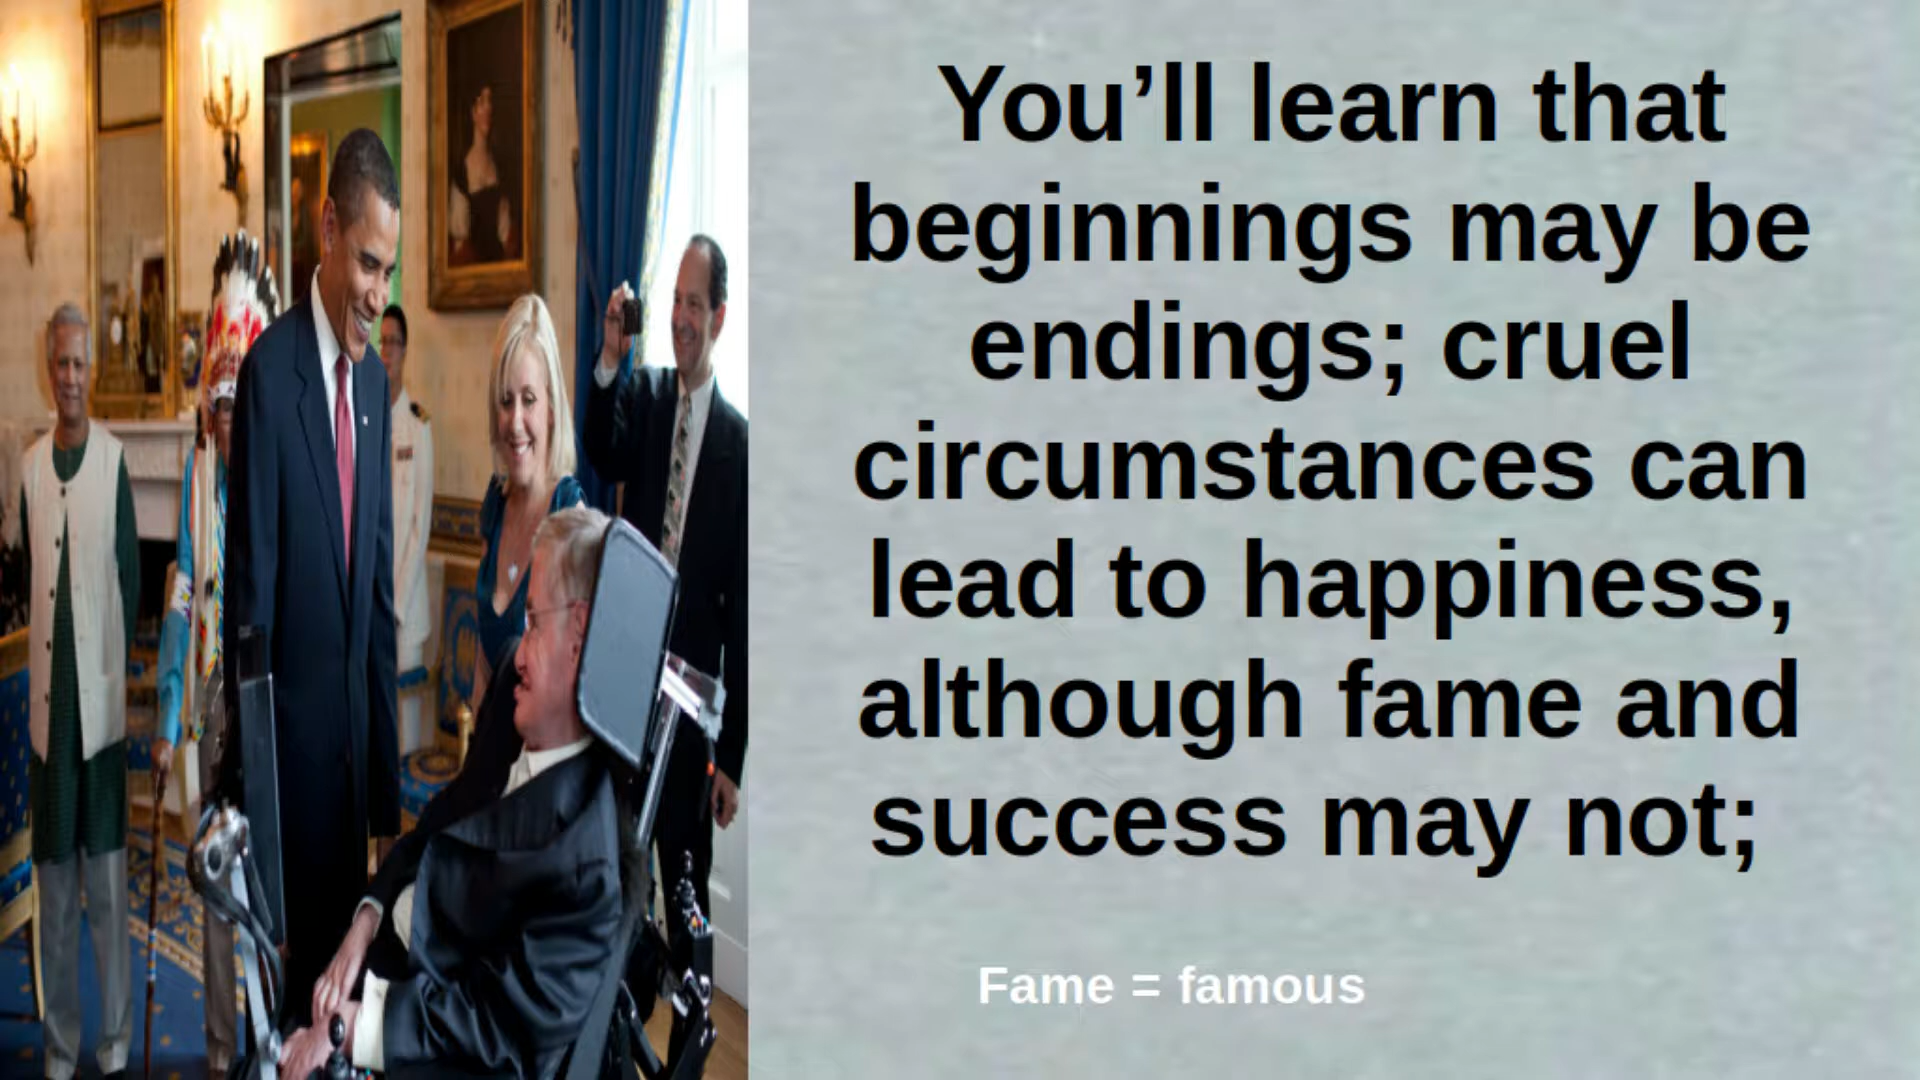 You’ll learn that
beginnings may be
endings; cruel
circumstances can
lead to happiness,
although fame and
success may not;
Fame = famous